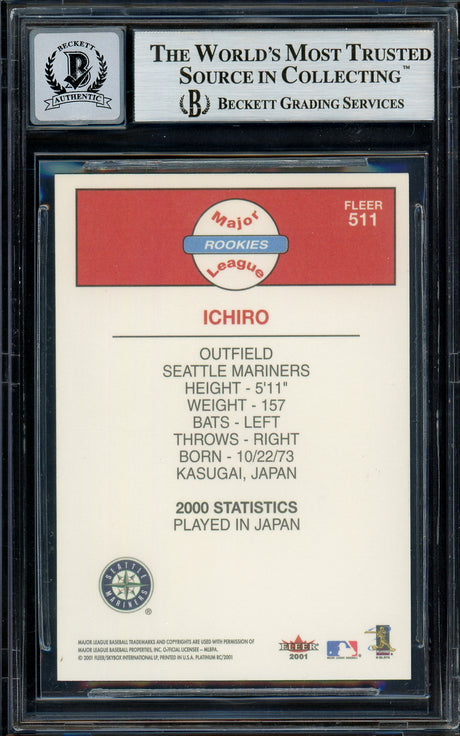 BECKETT
B
AUTHENTIC
THE WORLD'S MOST TRUSTED
SOURCE IN COLLECTING™
B BECKETT GRADING SERVICES
FLEER
511
Major
ROOKIES
League
ICHIRO
OUTFIELD
SEATTLE MARINERS
HEIGHT - 5'11"
WEIGHT - 157
BATS - LEFT
THROWS - RIGHT
BORN - 10/22/73
KASUGAI, JAPAN
2000 STATISTICS
PLAYED IN JAPAN
SEATTLE
MARINERS
®
MAJOR LEAGUE BASEBALL TRADEMARKS AND COPYRIGHTS ARE USED WITH PERMISSION OF
MAJOR LEAGUE BASEBALL PROPERTIES, INC. OFFICIAL LICENSEE – MLBPA.
© 2001 FLEER/SKYBOX INTERNATIONAL LP, PRINTED IN U.S.A. PLATINUM RC/2001
FLEER
2001